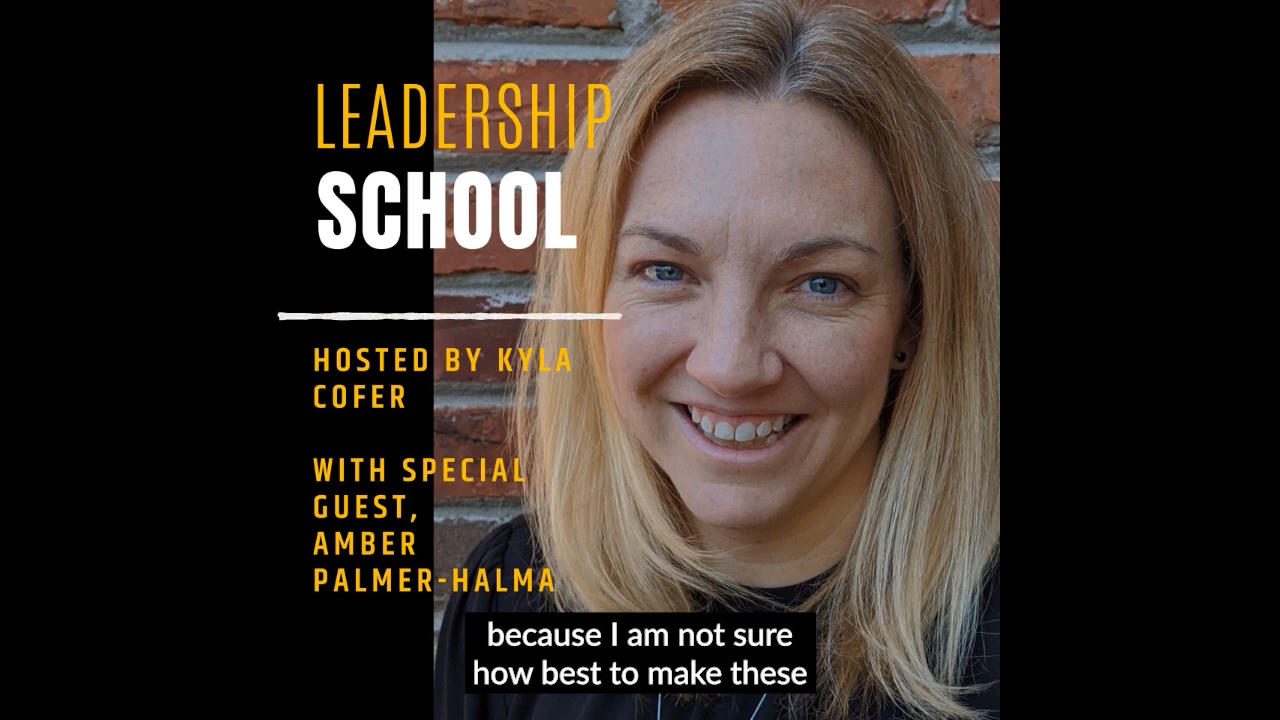 LEADERSHIP
SCHOOL
HOSTED BY KYLA
COFER
WITH SPECIAL
GUEST,
AMBER
PALMER-HALMA
because I am not sure
how best to make these